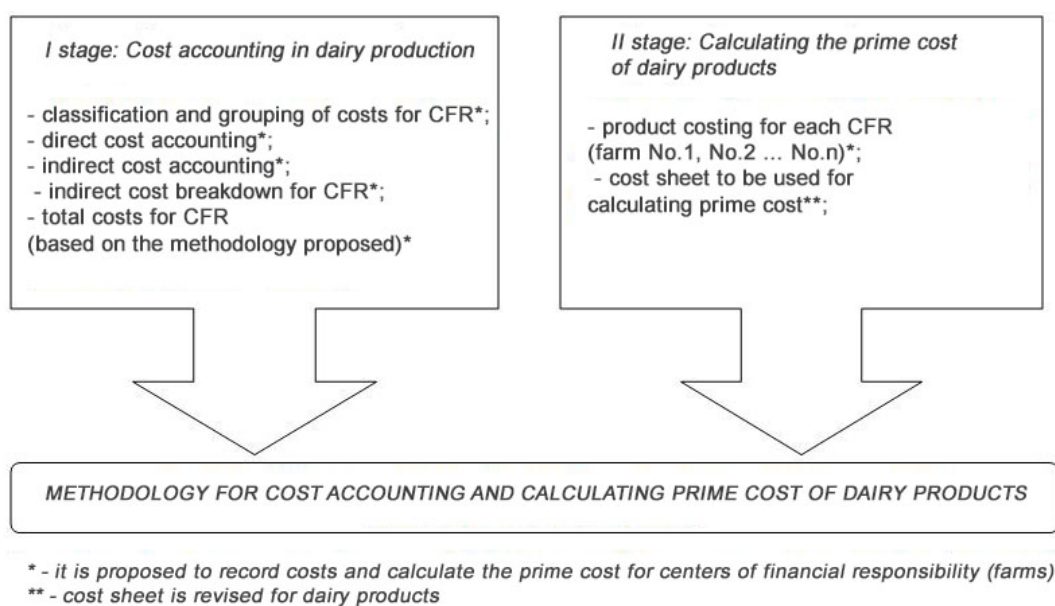 I stage: Cost accounting in dairy production
- classification and grouping of costs for CFR*;
- direct cost accounting*;
- indirect cost accounting*;
- indirect cost breakdown for CFR*;
- total costs for CFR
(based on the methodology proposed)*
II stage: Calculating the prime cost
of dairy products
- product costing for each CFR
(farm No.1, No.2 ... No.n)*;
- cost sheet to be used for
calculating prime cost**;
METHODOLOGY FOR COST ACCOUNTING AND CALCULATING PRIME COST OF DAIRY PRODUCTS
* - it is proposed to record costs and calculate the prime cost for centers of financial responsibility (farms)
** - cost sheet is revised for dairy products